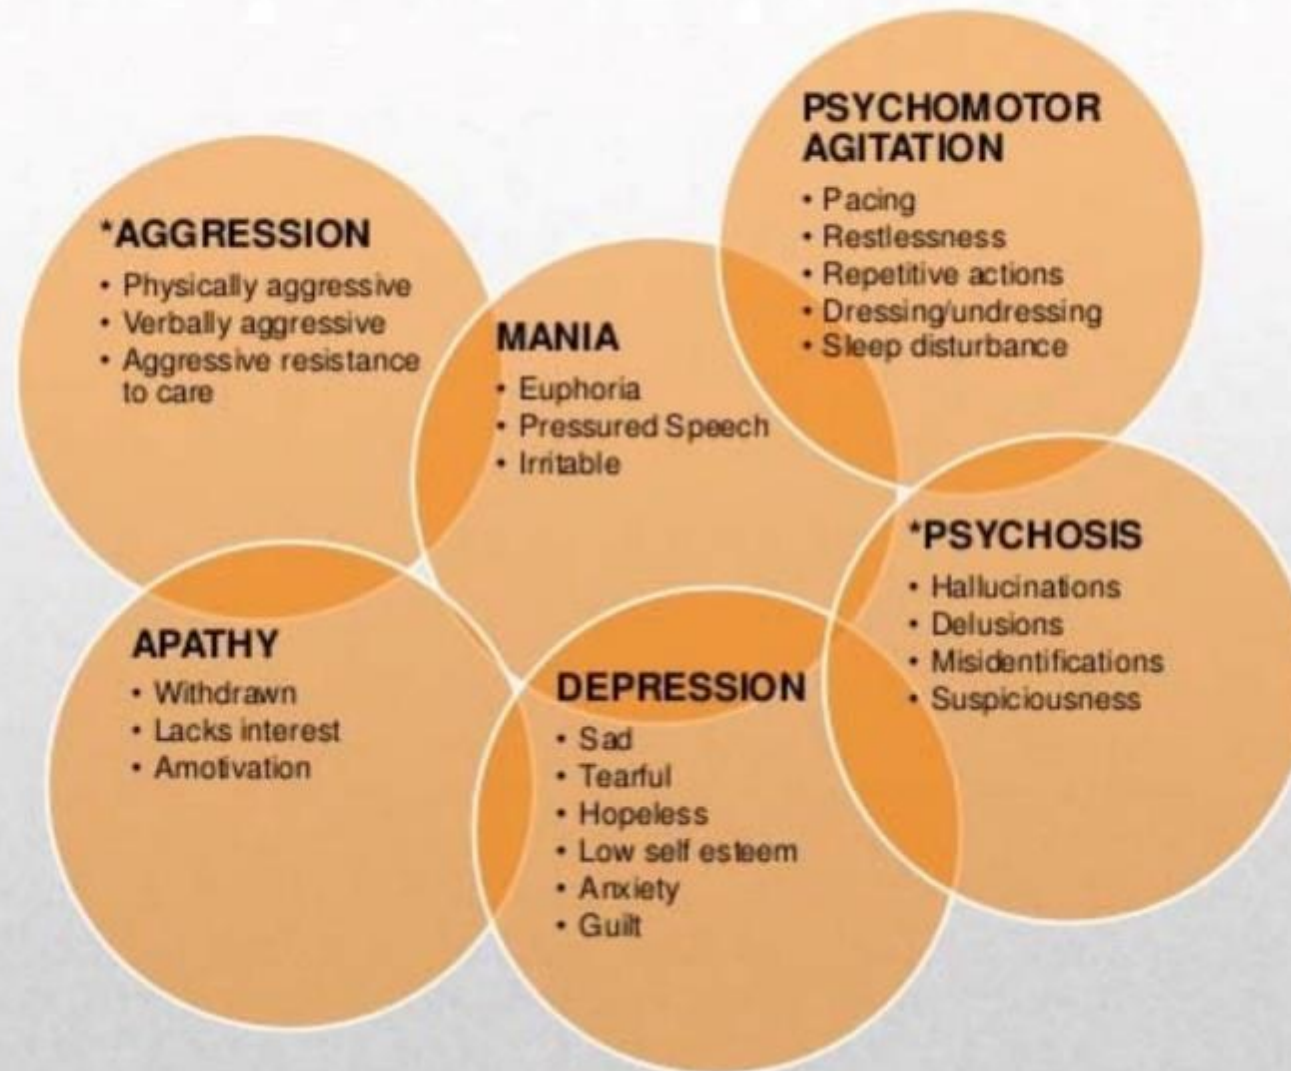 *AGGRESSION
• Physically aggressive
• Verbally aggressive
• Aggressive resistance
to care
MANIA
• Euphoria
• Pressured Speech
• Irritable
PSYCHOMOTOR
AGITATION
• Pacing
• Restlessness
• Repetitive actions
• Dressing/undressing
• Sleep disturbance
*PSYCHOSIS
• Hallucinations
• Delusions
• Misidentifications
• Suspiciousness
APATHY
• Withdrawn
• Lacks interest
• Amotivation
DEPRESSION
• Sad
• Tearful
• Hopeless
• Low self esteem
• Anxiety
• Guilt